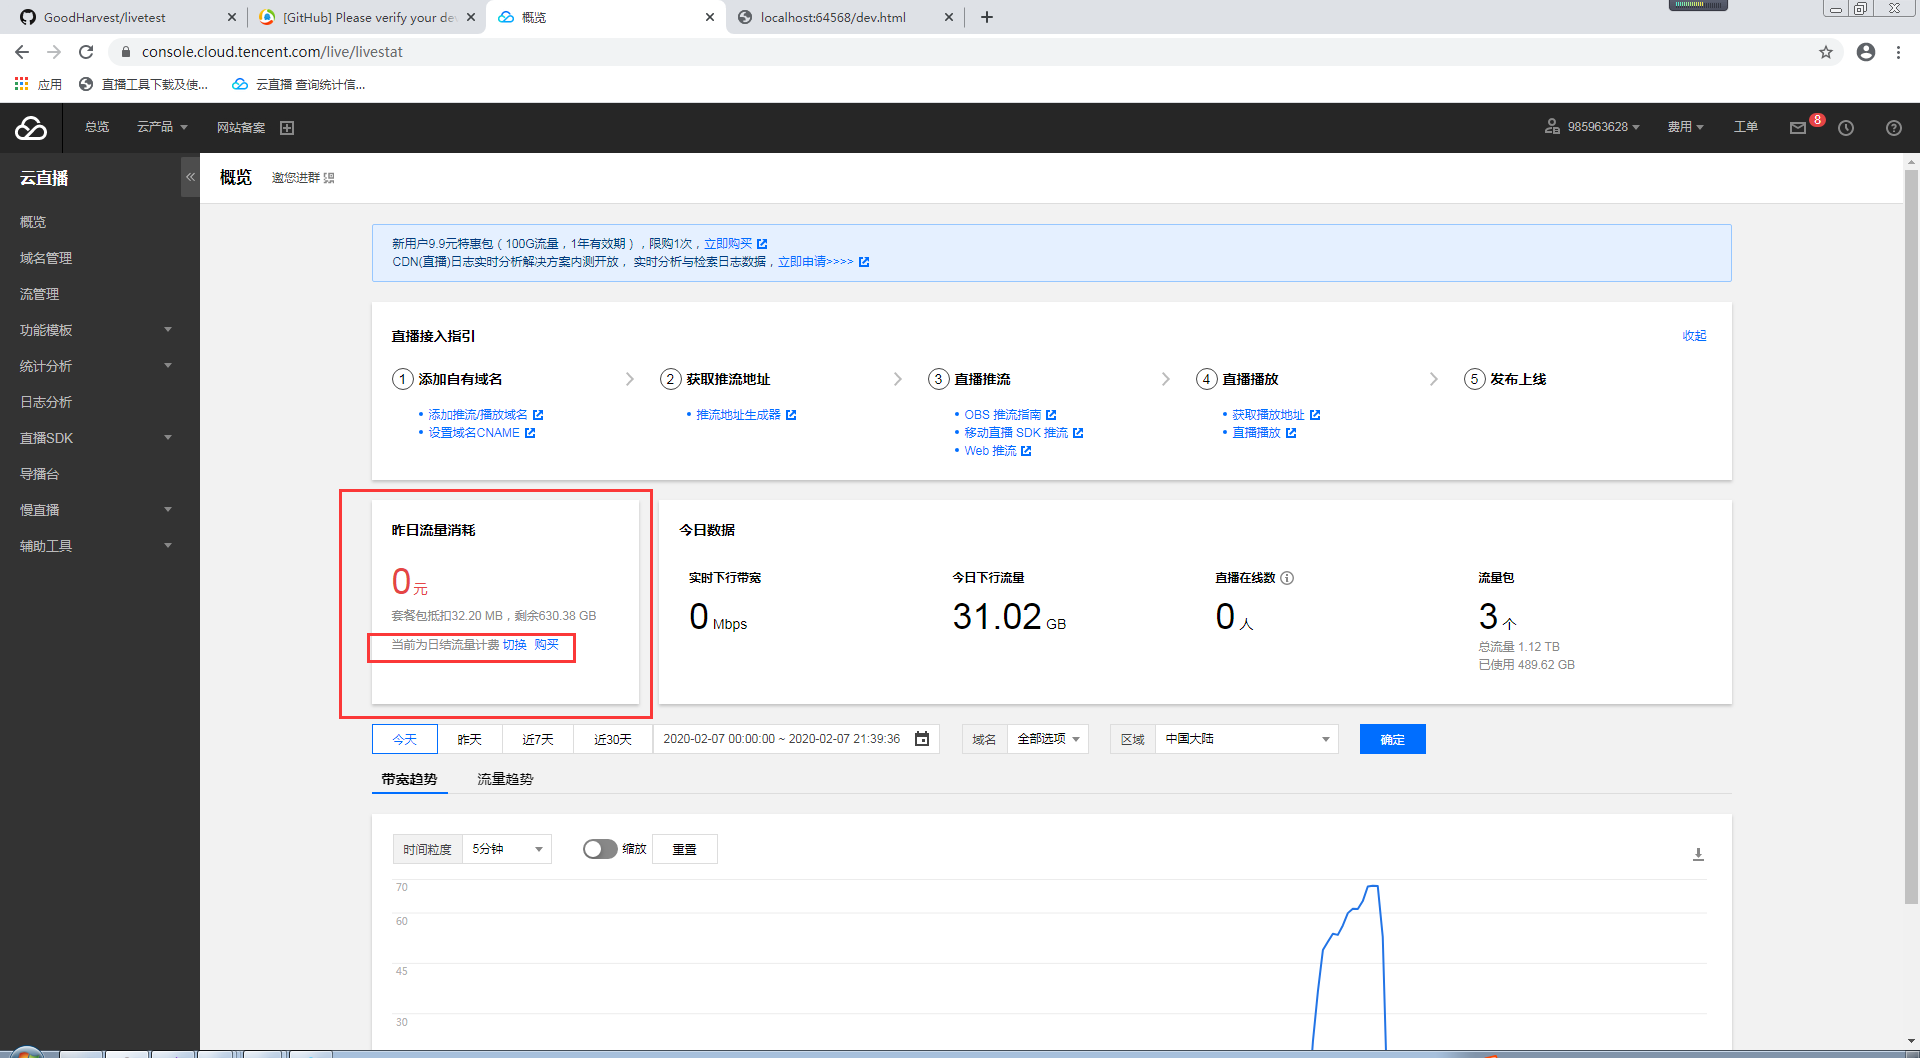 GoodHarvest/livetest
[GitHub] Please verify your dev
概览
localhost:64568/dev.html
console.cloud.tencent.com/live/livestat
应用
直播工具下载及使...
云直播 查询统计信...
总览
云产品
网站备案
985963628
费用
工单
8
云直播
概览
域名管理
流管理
功能模板
统计分析
日志分析
直播SDK
导播台
慢直播
辅助工具
概览
邀您进群
新用户9.9元特惠包（100G流量，1年有效期），限购1次，立即购买
CDN(直播)日志实时分析解决方案内测开放， 实时分析与检索日志数据，立即申请>>>>
直播接入指引
收起
1 添加自有域名
2 获取推流地址
3 直播推流
4 直播播放
5 发布上线
• 添加推流/播放域名
• 设置域名CNAME
• 推流地址生成器
• OBS 推流指南
• 移动直播 SDK 推流
• Web 推流
• 获取播放地址
• 直播播放
昨日流量消耗
0元
套餐包抵扣32.20 MB，剩余630.38 GB
当前为日结流量计费 切换 购买
今日数据
实时下行带宽
0 Mbps
今日下行流量
31.02 GB
直播在线数
0 人
流量包
3 个
总流量 1.12 TB
已使用 489.62 GB
今天
昨天
近7天
近30天
2020-02-07 00:00:00 ~ 2020-02-07 21:39:36
域名
全部选项
区域
中国大陆
确定
带宽趋势
流量趋势
时间粒度
5分钟
缩放
重置
70
60
45
30